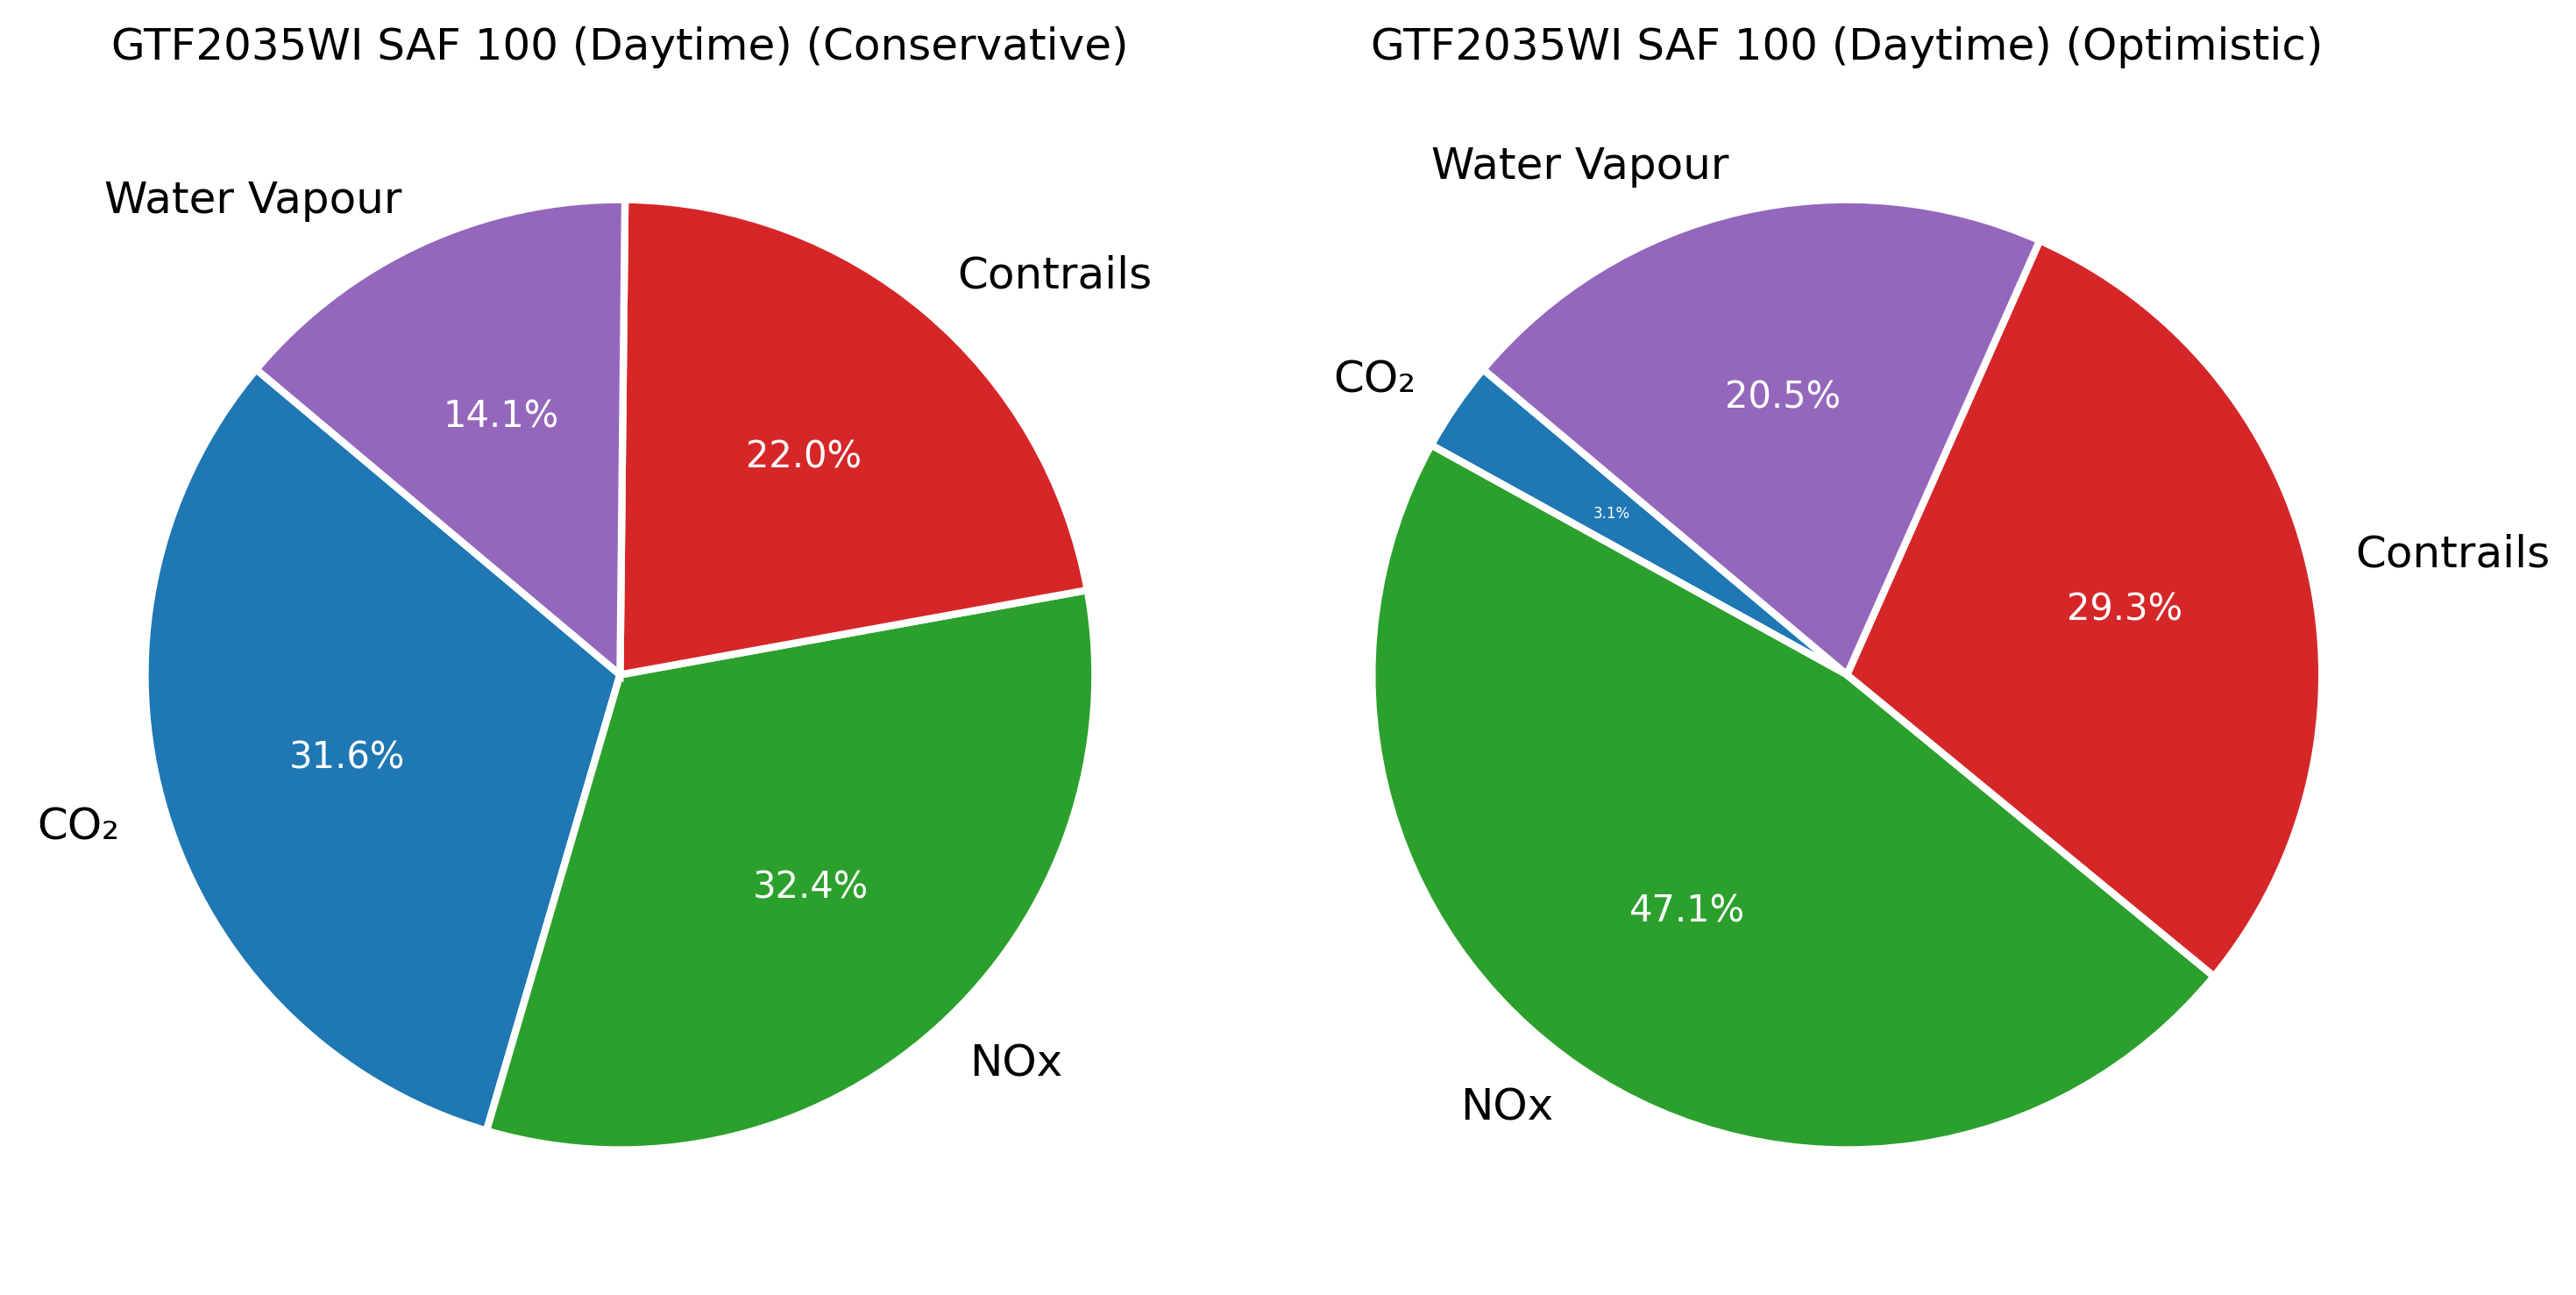 GTF2035WI SAF 100 (Daytime) (Conservative)
Water Vapour
Contrails
14.1%
22.0%
31.6%
CO₂
32.4%
NOx
GTF2035WI SAF 100 (Daytime) (Optimistic)
Water Vapour
CO₂
20.5%
3.1%
Contrails
29.3%
47.1%
NOx